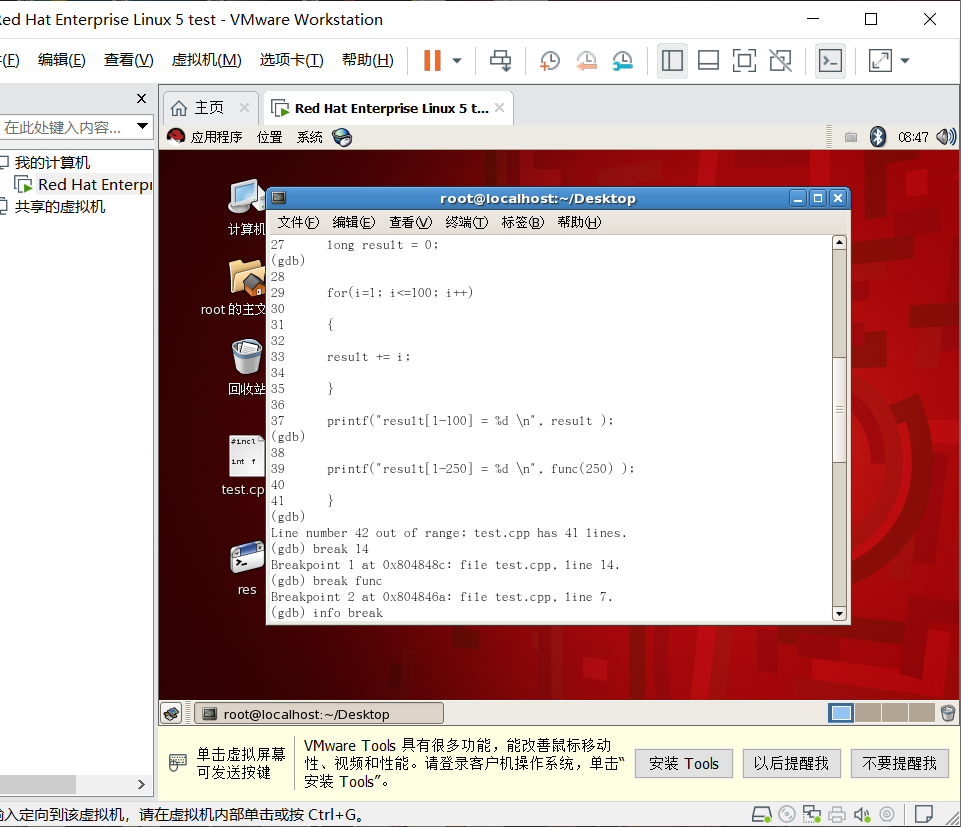 Red Hat Enterprise Linux 5 test - VMware Workstation
(F) 编辑(E) 查看(V) 虚拟机(M) 选项卡(T) 帮助(H)
在此处键入内容...
我的计算机
Red Hat Enterpr
共享的虚拟机
主页
Red Hat Enterprise Linux 5 t...
应用程序 位置 系统
08:47
计算机
root 的主文
回收站
#incl
int f
test.cp
res
root@localhost:~/Desktop
文件(F) 编辑(E) 查看(V) 终端(T) 标签(B) 帮助(H)
27 long result = 0;
(gdb)
28
29 for(i=1; i<=100; i++)
30
31 {
32
33 result += i;
34
35 }
36
37 printf("result[1-100] = %d \n", result );
(gdb)
38
39 printf("result[1-250] = %d \n", func(250) );
40
41 }
(gdb)
Line number 42 out of range; test.cpp has 41 lines.
(gdb) break 14
Breakpoint 1 at 0x804848c: file test.cpp, line 14.
(gdb) break func
Breakpoint 2 at 0x804846a: file test.cpp, line 7.
(gdb) info break
root@localhost:~/Desktop
单击虚拟屏幕
可发送按键
VMware Tools 具有很多功能，能改善鼠标移动
性、视频和性能。请登录客户机操作系统，单击“
安装 Tools”。
安装 Tools
以后提醒我
不要提醒我
输入定向到该虚拟机，请在虚拟机内部单击或按 Ctrl+G。